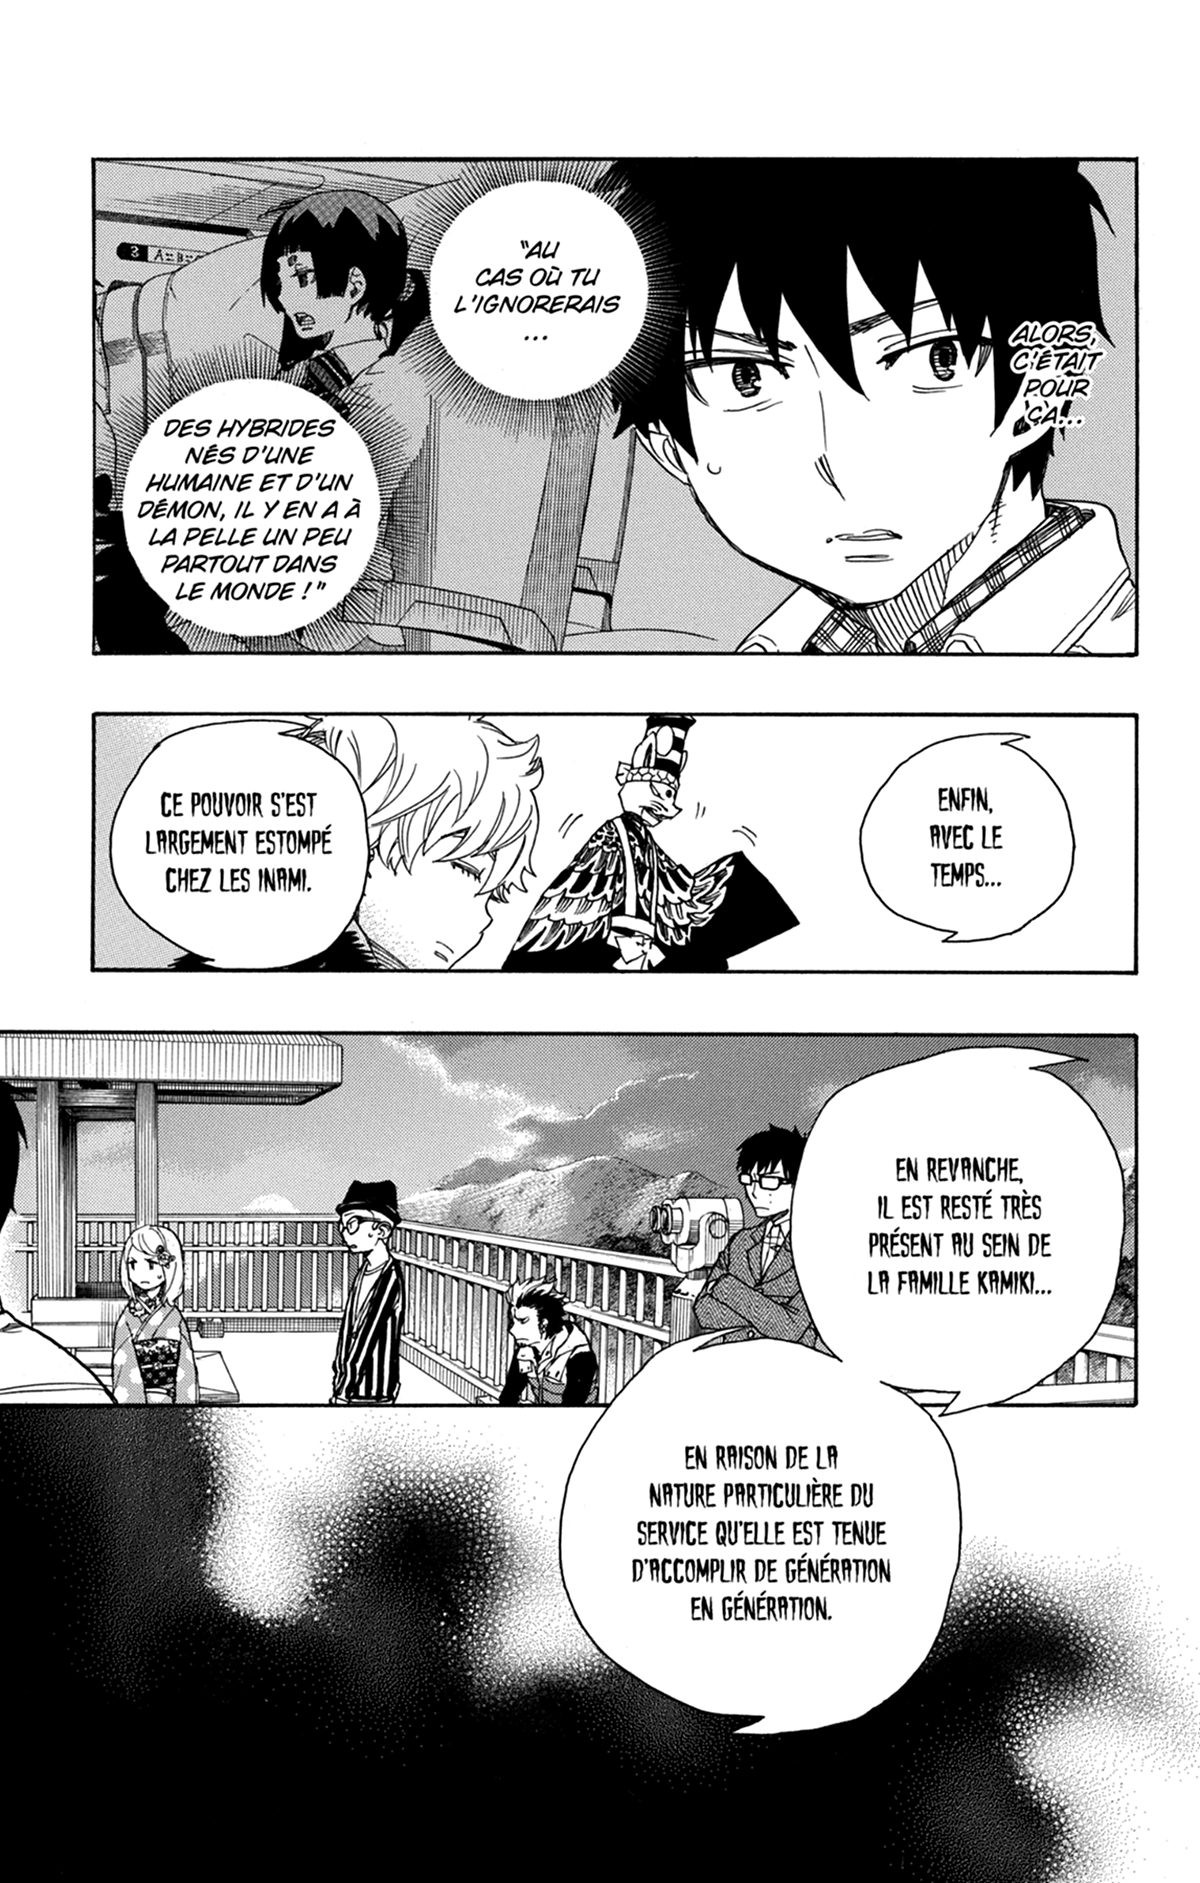 ALORS,
C'ÉTAIT
POUR
ÇA...
"AU
CAS OÙ TU
L'IGNORERAIS
...
3 A=B=C
DES HYBRIDES
NÉS D'UNE
HUMAINE ET D'UN
DÉMON, IL Y EN A À
LA PELLE UN PEU
PARTOUT DANS
LE MONDE !"
ENFIN,
AVEC LE
TEMPS...
CE POUVOIR S'EST
LARGEMENT ESTOMPÉ
CHEZ LES INAMI.
EN REVANCHE,
IL EST RESTÉ TRÈS
PRÉSENT AU SEIN DE
LA FAMILLE KAMIKI...
EN RAISON DE LA
NATURE PARTICULIÈRE DU
SERVICE QU'ELLE EST TENUE
D'ACCOMPLIR DE GÉNÉRATION
EN GÉNÉRATION.